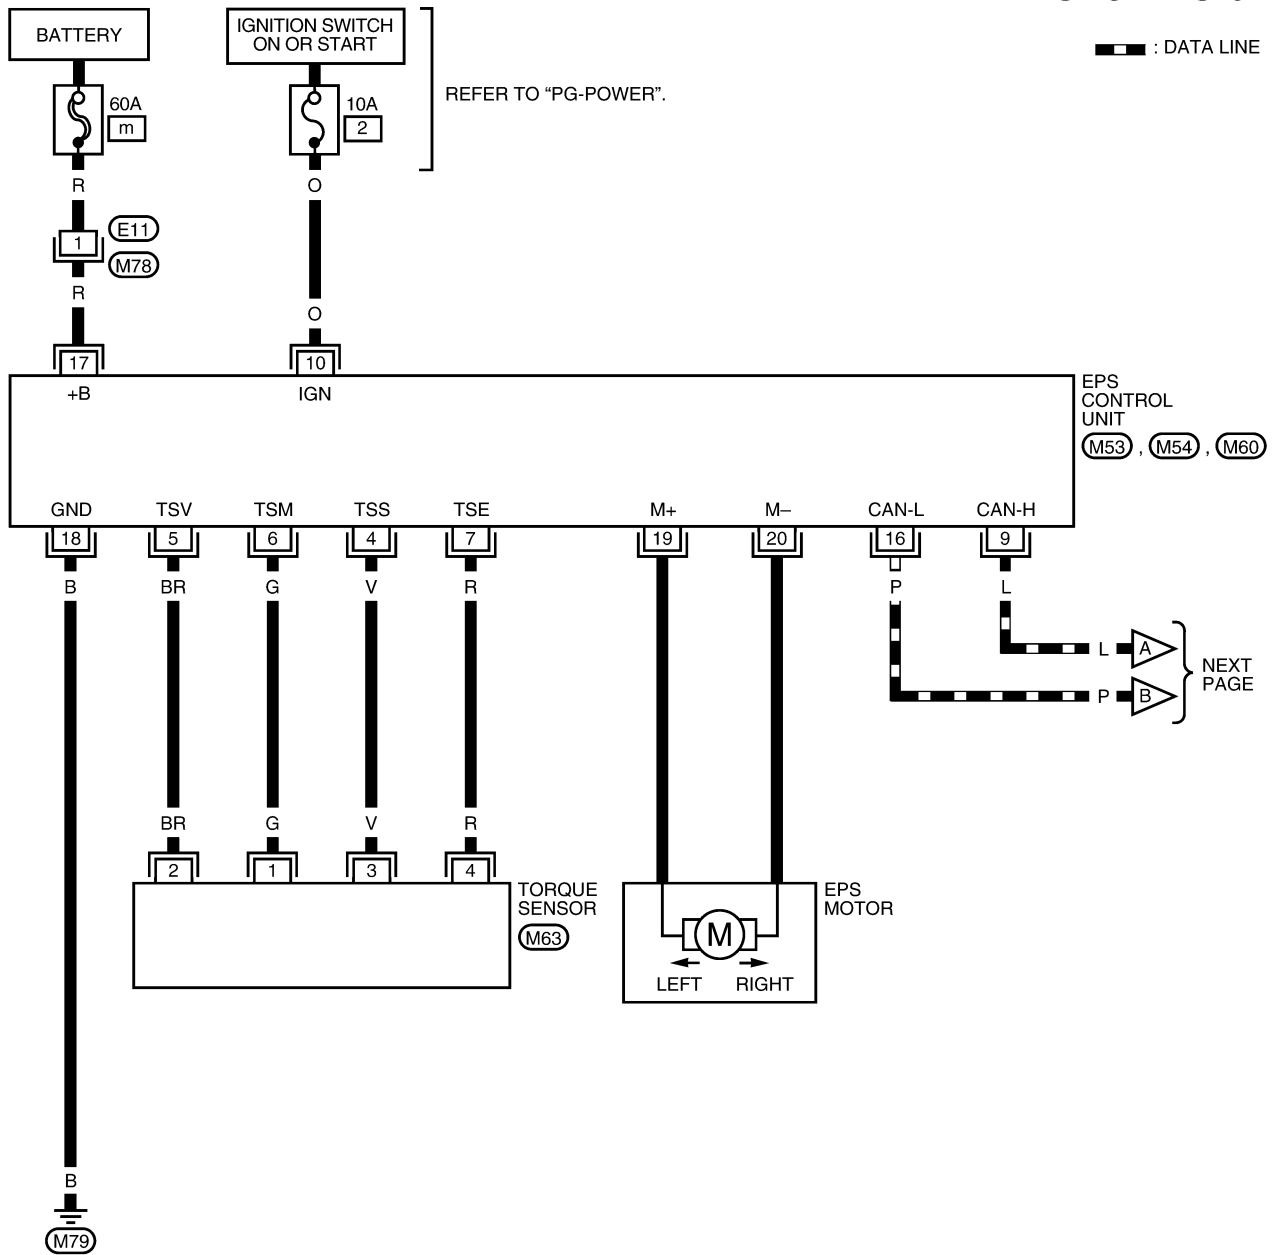 BATTERY
IGNITION SWITCH
ON OR START
: DATA LINE
60A
m
10A
2
REFER TO “PG-POWER”.
R
O
1
E11
M78
R
O
17
10
+B
IGN
EPS
CONTROL
UNIT
M53 , M54 , M60
GND
TSV
TSM
TSS
TSE
M+
M–
CAN-L
CAN-H
18
5
6
4
7
19
20
16
9
B
BR
G
V
R
P
L
L
A
P
B
NEXT
PAGE
BR
G
V
R
2
1
3
4
TORQUE
SENSOR
M63
EPS
MOTOR
M
LEFT
RIGHT
B
M79